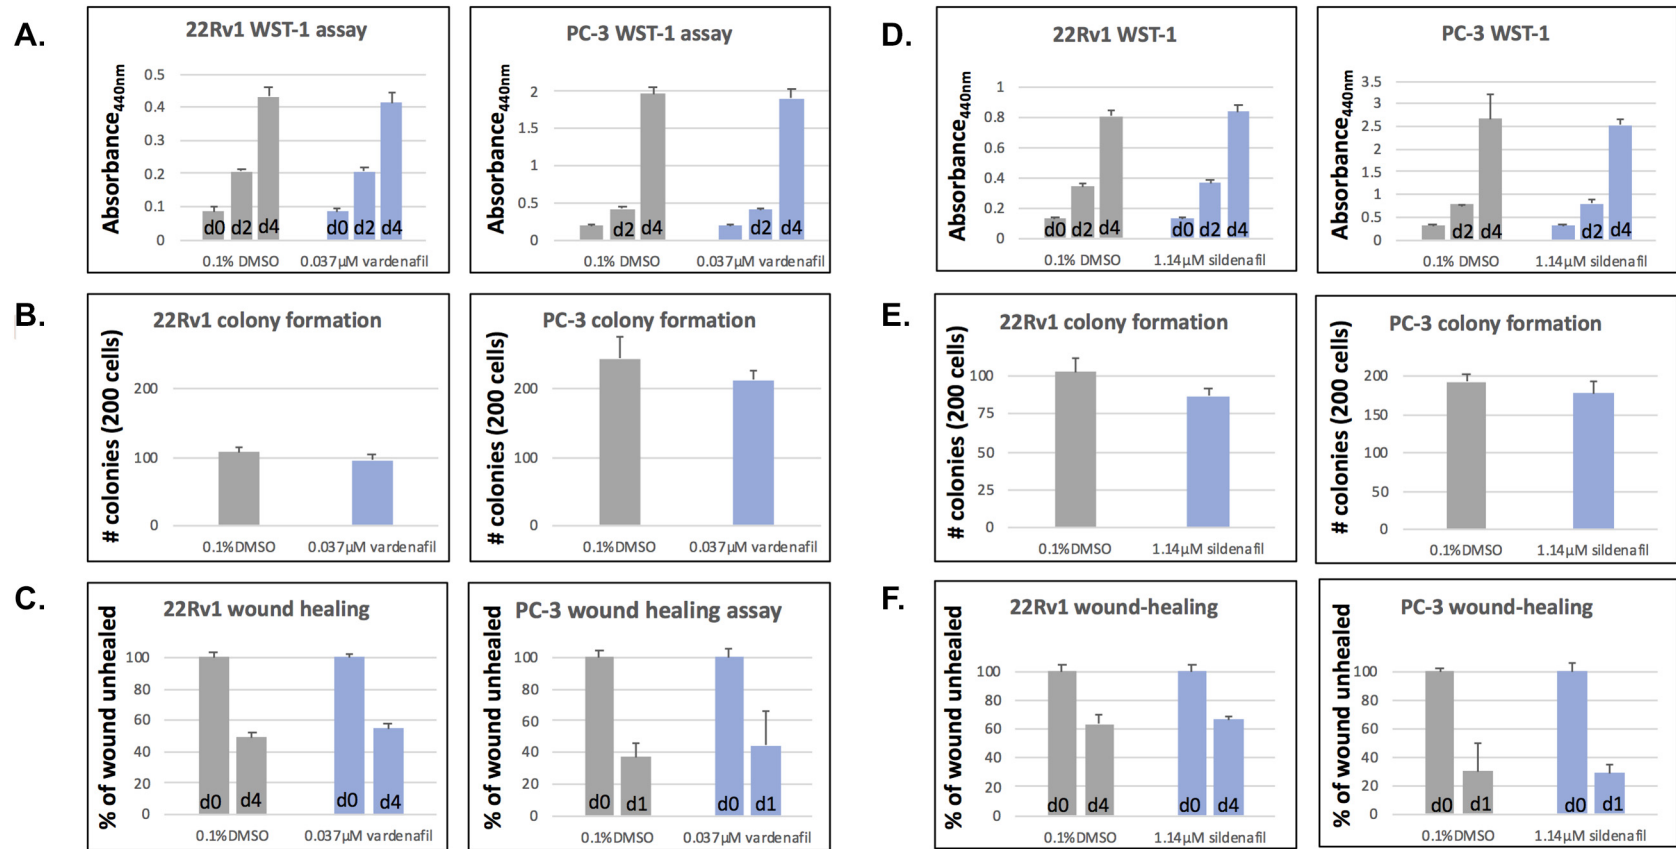 A.
22Rv1 WST-1 assay
Absorbance440nm
0.5
0.4
0.3
0.2
0.1
0
d0 d2 d4 d0 d2 d4
0.1% DMSO 0.037µM vardenafil
PC-3 WST-1 assay
Absorbance440nm
2
1.5
1
0.5
0
d2 d4 d2 d4
0.1% DMSO 0.037µM vardenafil
D.
22Rv1 WST-1
Absorbance440nm
1
0.8
0.6
0.4
0.2
0
d0 d2 d4 d0 d2 d4
0.1% DMSO 1.14µM sildenafil
PC-3 WST-1
Absorbance440nm
3.5
3
2.5
2
1.5
1
0.5
0
d2 d4 d2 d4
0.1% DMSO 1.14µM sildenafil
B.
22Rv1 colony formation
# colonies (200 cells)
200
100
0
0.1%DMSO 0.037µM vardenafil
PC-3 colony formation
# colonies (200 cells)
200
100
0
0.1%DMSO 0.037µM vardenafil
E.
22Rv1 colony formation
# colonies (200 cells)
100
75
50
25
0
0.1%DMSO 1.14µM sildenafil
PC-3 colony formation
# colonies (200 cells)
200
150
100
50
0
0.1%DMSO 1.14µM sildenafil
C.
22Rv1 wound healing
% of wound unhealed
100
80
60
40
20
0
d0 d4 d0 d4
0.1%DMSO 0.037µM vardenafil
PC-3 wound healing assay
% of wound unhealed
100
80
60
40
20
0
d0 d1 d0 d1
0.1%DMSO 0.037µM vardenafil
F.
22Rv1 wound-healing
% of wound unhealed
100
80
60
40
20
0
d0 d4 d0 d4
0.1%DMSO 1.14µM sildenafil
PC-3 wound-healing
% of wound unhealed
100
80
60
40
20
0
d0 d1 d0 d1
0.1%DMSO 1.14µM sildenafil